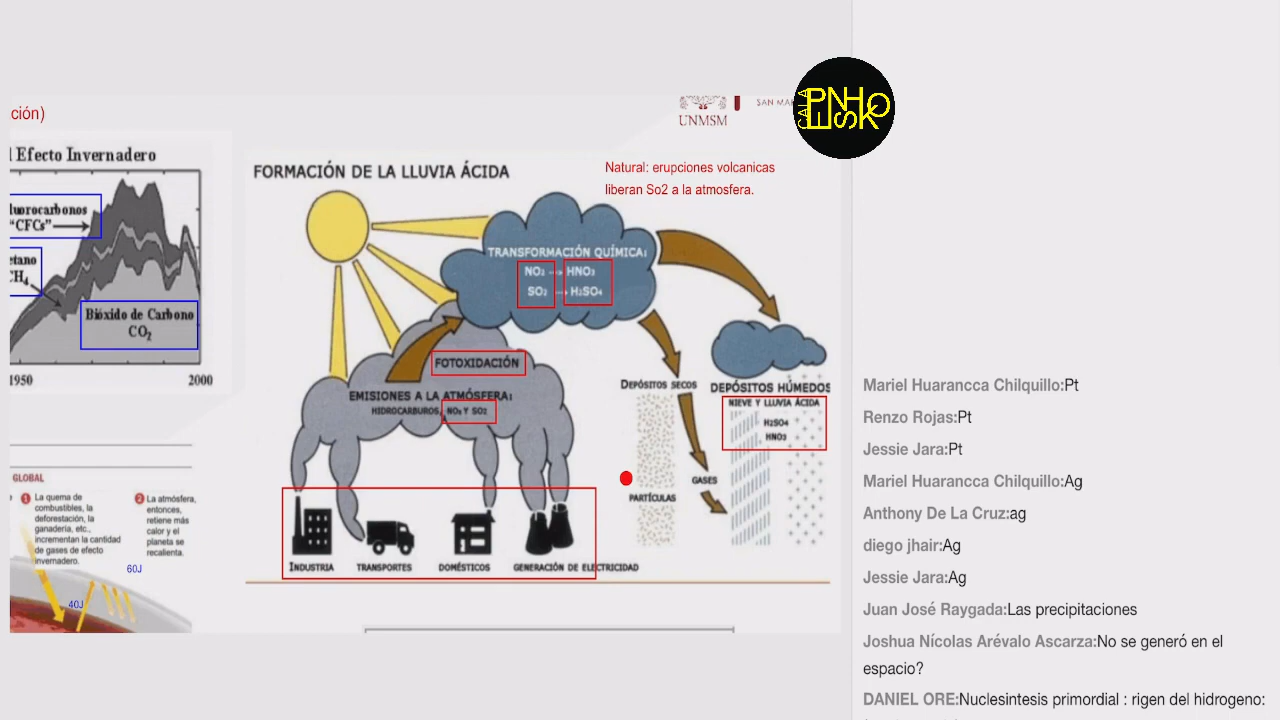 ción)
UNMSM
SAN MA
CALA
PNHO
ESK
l Efecto Invernadero
luorocarbonos
"CFCs"
etano
CH4
Bióxido de Carbono
CO2
1950
2000
FORMACIÓN DE LA LLUVIA ÁCIDA
Natural: erupciones volcanicas
liberan So2 a la atmosfera.
TRANSFORMACIÓN QUÍMICA:
NO2 → HNO3
SO2 → H2SO4
FOTOXIDACIÓN
EMISIONES A LA ATMÓSFERA:
HIDROCARBUROS, NOX Y SO2
DEPÓSITOS SECOS
DEPÓSITOS HÚMEDOS
NIEVE Y LLUVIA ÁCIDA
H2SO4
HNO3
PARTÍCULAS
GASES
INDUSTRIA
TRANSPORTES
DOMÉSTICOS
GENERACIÓN DE ELECTRICIDAD
GLOBAL
1 La quema de
combustibles, la
deforestación, la
ganadería, etc.,
incrementan la cantidad
de gases de efecto
invernadero.
2 La atmósfera,
entonces,
retiene más
calor y el
planeta se
recalienta.
60J
40J
Mariel Huarancca Chilquillo:Pt
Renzo Rojas:Pt
Jessie Jara:Pt
Mariel Huarancca Chilquillo:Ag
Anthony De La Cruz:ag
diego jhair:Ag
Jessie Jara:Ag
Juan José Raygada:Las precipitaciones
Joshua Nícolas Arévalo Ascarza:No se generó en el
espacio?
DANIEL ORE:Nuclesintesis primordial : rigen del hidrogeno: